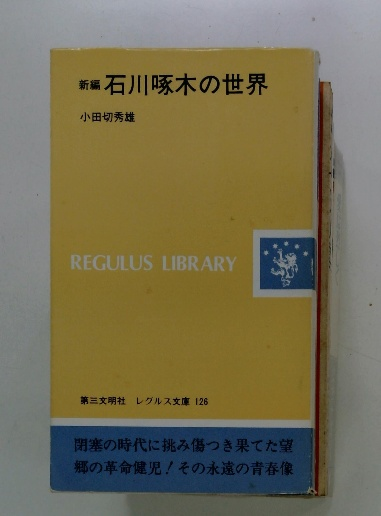 新編 石川啄木の世界
小田切秀雄
REGULUS LIBRARY
第三文明社 レグルス文庫 126
閉塞の時代に挑み傷つき果てた望
郷の革命健児!その永遠の青春像